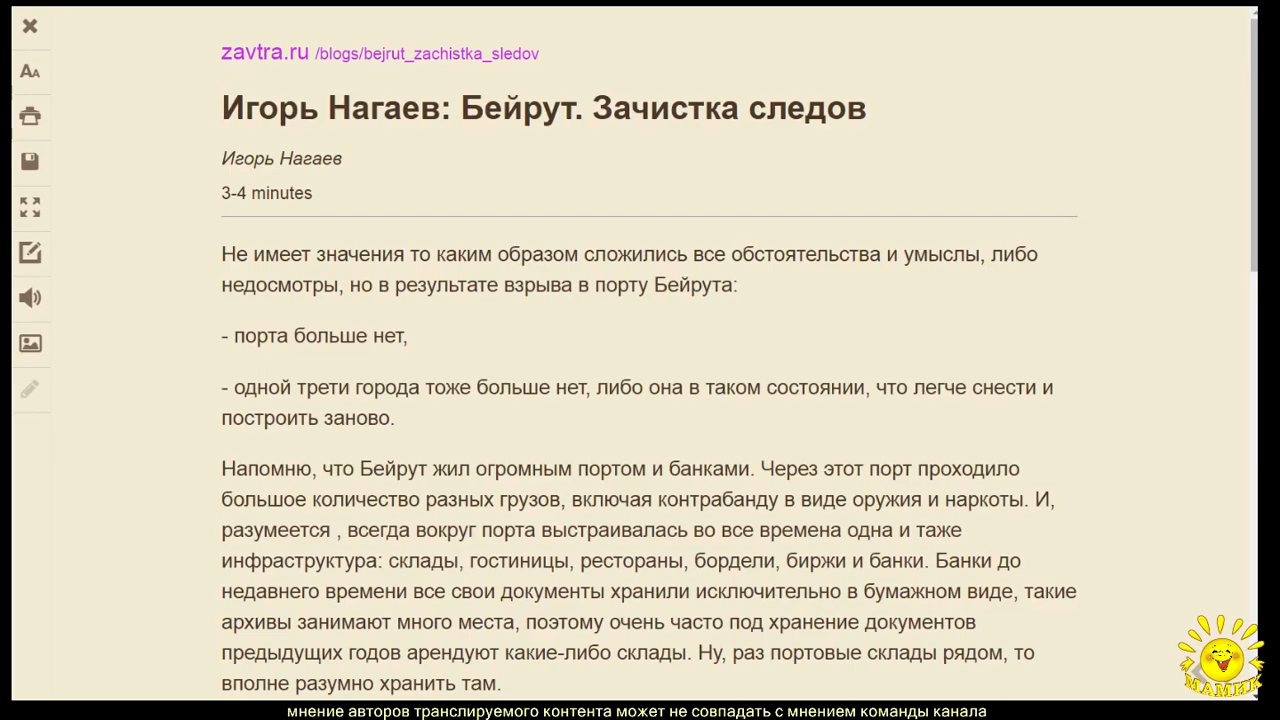 zavtra.ru /blogs/bejrut_zachistka_sledov
Игорь Нагаев: Бейрут. Зачистка следов
Игорь Нагаев
3-4 minutes
Не имеет значения то каким образом сложились все обстоятельства и умыслы, либо
недосмотры, но в результате взрыва в порту Бейрута:
- порта больше нет,
- одной трети города тоже больше нет, либо она в таком состоянии, что легче снести и
построить заново.
Напомню, что Бейрут жил огромным портом и банками. Через этот порт проходило
большое количество разных грузов, включая контрабанду в виде оружия и наркоты. И,
разумеется , всегда вокруг порта выстраивалась во все времена одна и таже
инфраструктура: склады, гостиницы, рестораны, бордели, биржи и банки. Банки до
недавнего времени все свои документы хранили исключительно в бумажном виде, такие
архивы занимают много места, поэтому очень часто под хранение документов
предыдущих годов арендуют какие-либо склады. Ну, раз портовые склады рядом, то
вполне разумно хранить там.
МАМИК
мнение авторов транслируемого контента может не совпадать с мнением команды канала